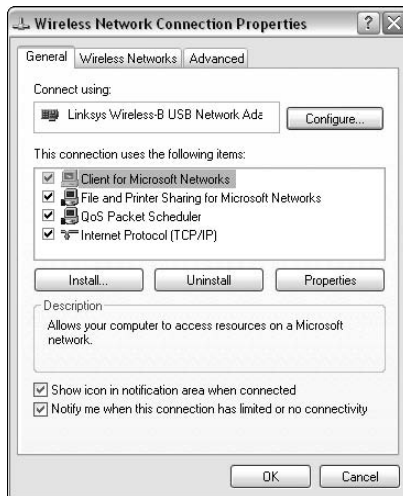 Wireless Network Connection Properties
General Wireless Networks Advanced
Connect using:
Linksys Wireless-B USB Network Ada
Configure...
This connection uses the following items:
Client for Microsoft Networks
File and Printer Sharing for Microsoft Networks
QoS Packet Scheduler
Internet Protocol (TCP/IP)
Install... Uninstall Properties
Description
Allows your computer to access resources on a Microsoft
network.
Show icon in notification area when connected
Notify me when this connection has limited or no connectivity
OK Cancel